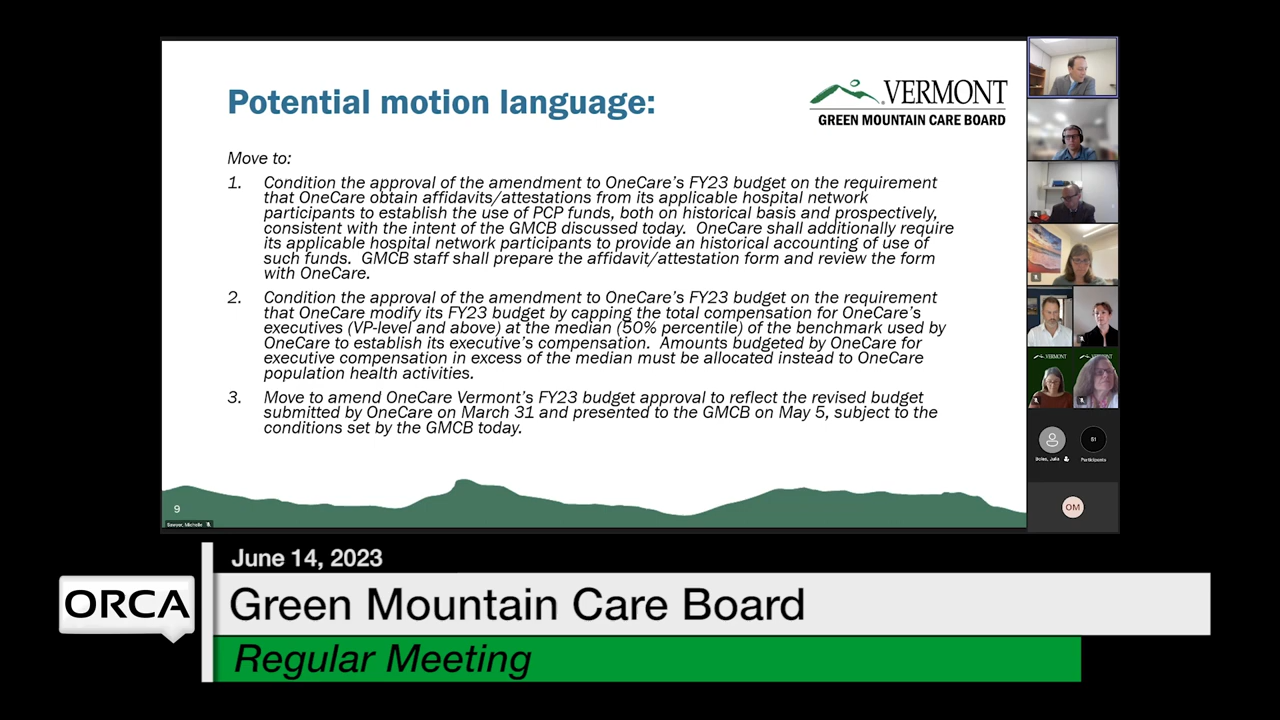 Potential motion language:
VERMONT
GREEN MOUNTAIN CARE BOARD
Move to:
1. Condition the approval of the amendment to OneCare's FY23 budget on the requirement
that OneCare obtain affidavits/attestations from its applicable hospital network
participants to establish the use of PCP funds, both on historical basis and prospectively,
consistent with the intent of the GMCB discussed today. OneCare shall additionally require
its applicable hospital network participants to provide an historical accounting of use of
such funds. GMCB staff shall prepare the affidavit/attestation form and review the form
with OneCare.
2. Condition the approval of the amendment to OneCare's FY23 budget on the requirement
that OneCare modify its FY23 budget by capping the total compensation for OneCare's
executives (VP-level and above) at the median (50% percentile) of the benchmark used by
OneCare to establish its executive's compensation. Amounts budgeted by OneCare for
executive compensation in excess of the median must be allocated instead to OneCare
population health activities.
3. Move to amend OneCare Vermont's FY23 budget approval to reflect the revised budget
submitted by OneCare on March 31 and presented to the GMCB on May 5, subject to the
conditions set by the GMCB today.
9
Sawyer, Michelle
VERMONT
Boles, Julia
Participants
OM
June 14, 2023
ORCA
Green Mountain Care Board
Regular Meeting